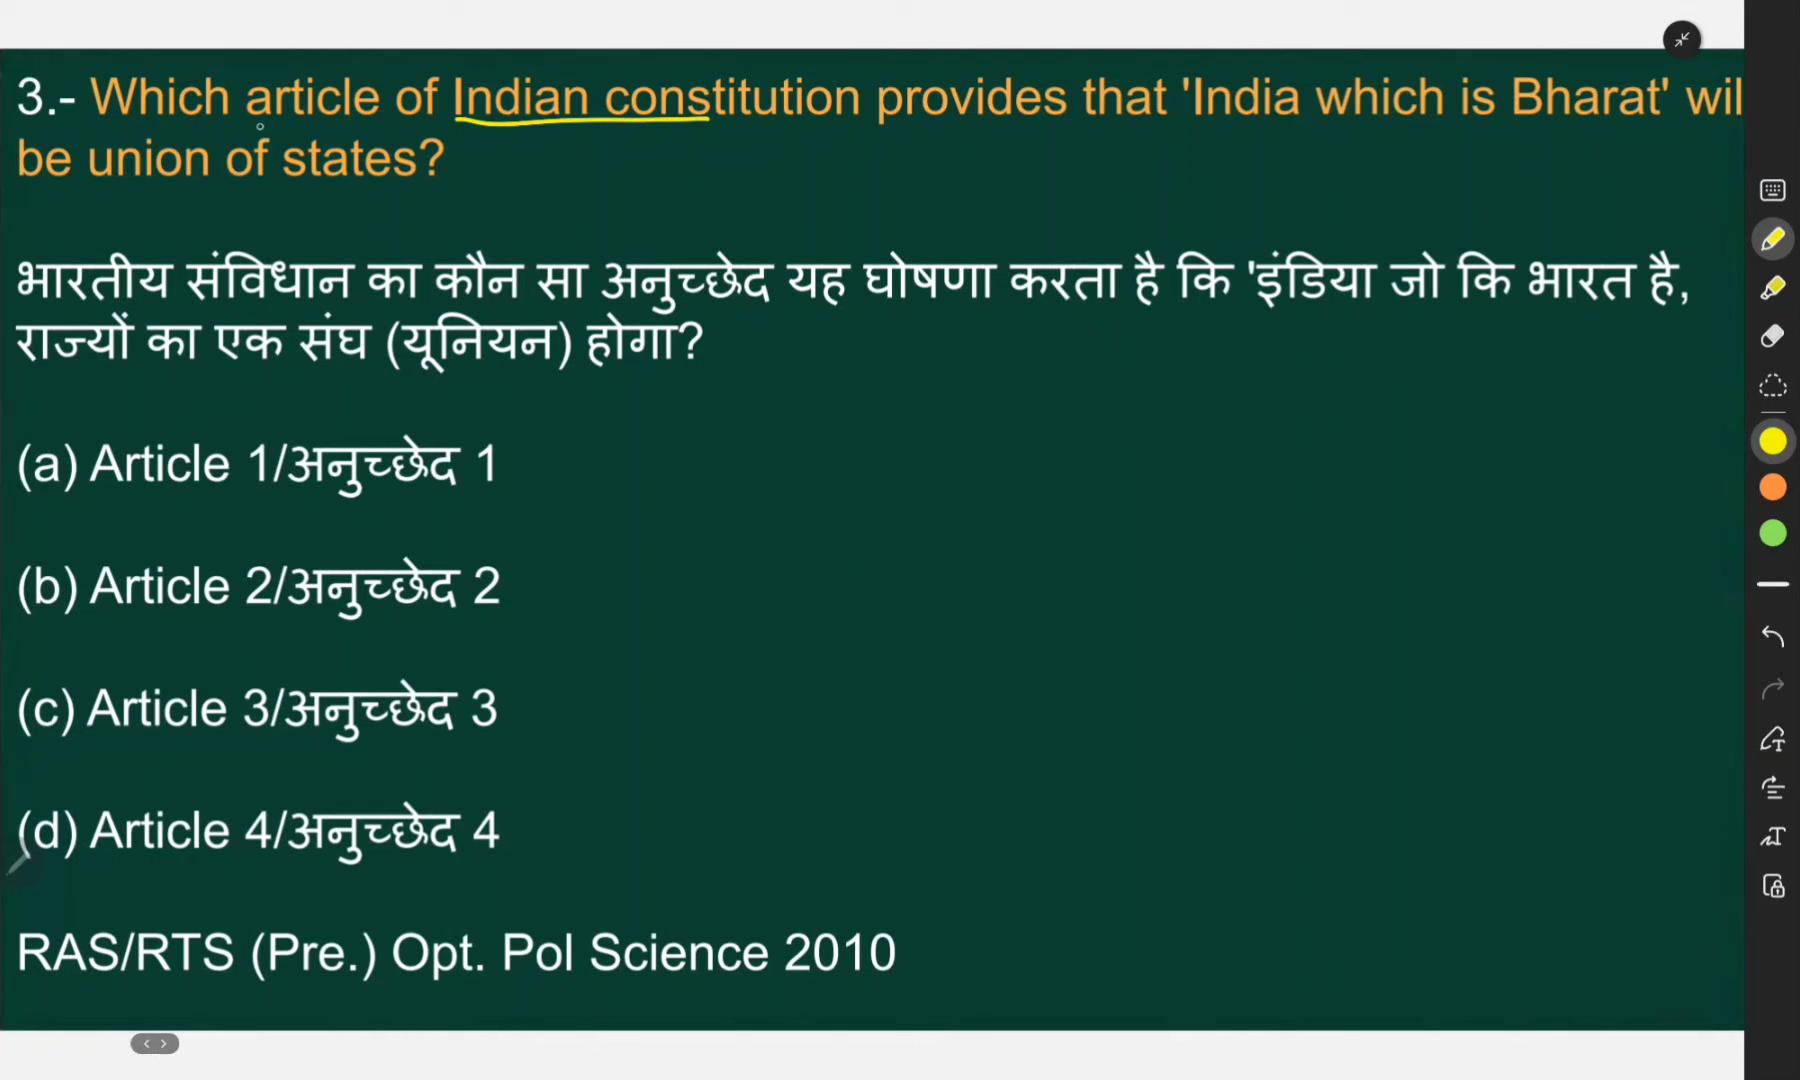 3.- Which article of Indian constitution provides that 'India which is Bharat' wil
be union of states?
भारतीय संविधान का कौन सा अनुच्छेद यह घोषणा करता है कि 'इंडिया जो कि भारत है,
राज्यों का एक संघ (यूनियन) होगा?
(a) Article 1/अनुच्छेद 1
(b) Article 2/अनुच्छेद 2
(c) Article 3/अनुच्छेद 3
(d) Article 4/अनुच्छेद 4
RAS/RTS (Pre.) Opt. Pol Science 2010